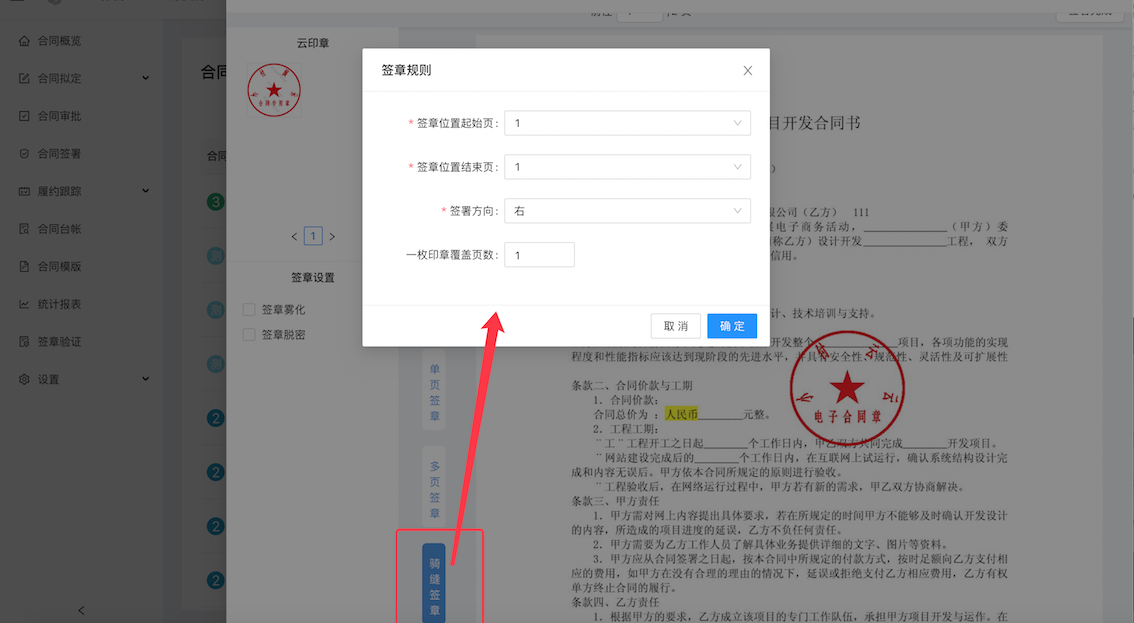 合同概览
合同拟定
合同审批
合同签署
履约跟踪
合同台帐
合同模版
统计报表
签章验证
设置
合同
合同
3
测
测
测
2
2
2
2
云印章
合同专用章
1
签章设置
签章雾化
签章脱密
签章规则
* 签章位置起始页: 1
* 签章位置结束页: 1
* 签署方向: 右
一枚印章覆盖页数: 1
取 消
确 定
单页签章
多页签章
骑缝签章
目开发合同书
限公司（乙方） 111
电子商务活动，____________（甲方）委
称乙方）设计开发____________工程, 双方
信用。
计、技术培训与支持。
开发整个____________项目，各项功能的实现
程度和性能指标应该达到现阶段的先进水平，并具有安全性、规范性、灵活性及可扩展性
条款二、合同价款与工期
1．合同价款：
合同总价为 ：人民币________元整。
2．工程工期：
¨工¨工程开工之日起________个工作日内，甲乙双方共同完成________开发项目。
¨网站建设完成后的________个工作日内，在互联网上试运行，确认系统结构设计完
成和内容无误后。甲方依本合同所规定的原则进行验收。
¨工程验收后，在网络运行过程中，甲方若有新的需求，甲乙双方协商解决。
条款三、甲方责任
1．甲方需对网上内容提出具体要求，若在所规定的时间甲方不能够及时确认开发设计
的内容，所造成的项目进度的延误，乙方不负任何责任。
2．甲方需要为乙方工作人员了解具体业务提供详细的文字、图片等资料。
3．甲方应从合同签署之日起，按本合同中所规定的付款方式，按时足额向乙方支付相
应的费用，如甲方在没有合理的理由的情况下，延误或拒绝支付乙方相应费用，乙方有权
单方终止合同的履行。
条款四、乙方责任
1．根据甲方的要求，乙方成立该项目的专门工作队伍，承担甲方项目开发与运作。在
电子合同章